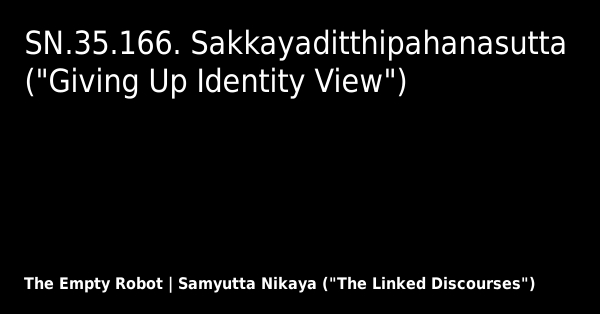 SN.35.166. Sakkayaditthipahanasutta
("Giving Up Identity View")
The Empty Robot | Samyutta Nikaya ("The Linked Discourses")